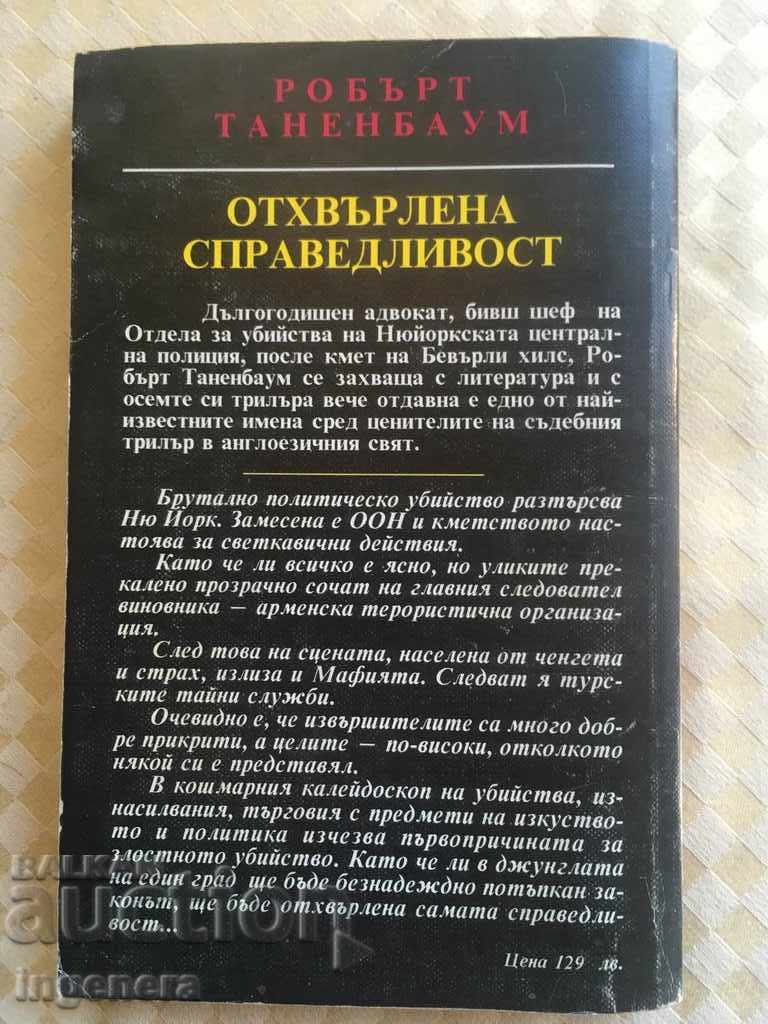 РОБЪРТ
ТАНЕНБАУМ
ОТХВЪРЛЕНА
СПРАВЕДЛИВОСТ
Дългогодишен адвокат, бивш шеф на
Отдела за убийства на Нюйоркската централ-
на полиция, после кмет на Бевърли хилс, Ро-
бърт Таненбаум се захваща с литература и с
осемте си трилъра вече отдавна е едно от най-
известните имена сред ценителите на съдебния
трилър в англоезичния свят.
Брутално политическо убийство разтърсва
Ню Йорк. Замесена е ООН и кметството нас-
тоява за светкавични действия.
Като че ли всичко е ясно, но уликите пре-
калено прозрачно сочат на главния следовател
виновника – арменска терористична организа-
ция.
След това на сцената, населена от ченгета
и страх, излиза и Мафията. Следват я турс-
ките тайни служби.
Очевидно е, че извършителите са много доб-
ре прикрити, а целите – по-високи, отколкото
някой си е представял.
В кошмарния калейдоскоп на убийства, из-
насилвания, търговия с предмети на изкуство-
то и политика изчезва първопричината за
злостното убийство. Като че ли в джунглата
на един град ще бъде безнадеждно потъпкан за-
конът, ще бъде отхвърлена самата справедли-
вост...
Цена 129 лв.
BALKAN
auction
ingenera